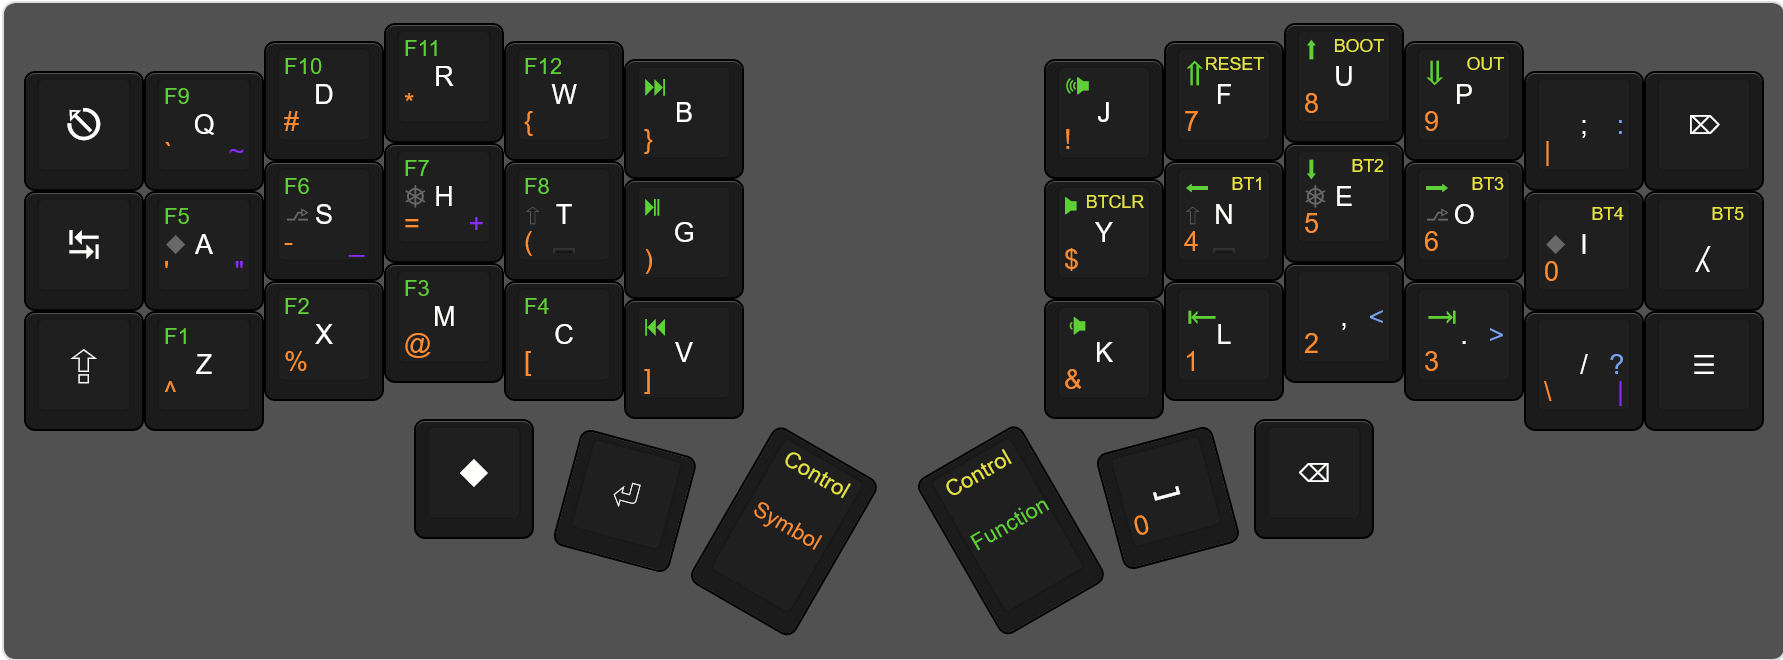 F9 Q ` ~
F10 D #
F11 R *
F12 W {
B }
J !
RESET F 7
BOOT U 8
OUT P 9
; : |
F5 A ' "
F6 S - _
F7 H = +
F8 T (
G )
BTCLR Y $
BT1 N 4
BT2 E 5
BT3 O 6
BT4 I 0
BT5
F1 Z ^
F2 X %
F3 M @
F4 C [
V ]
K &
L 1
, < 2
. > 3
/ ? \ |
Control
Symbol
Control
Function
0